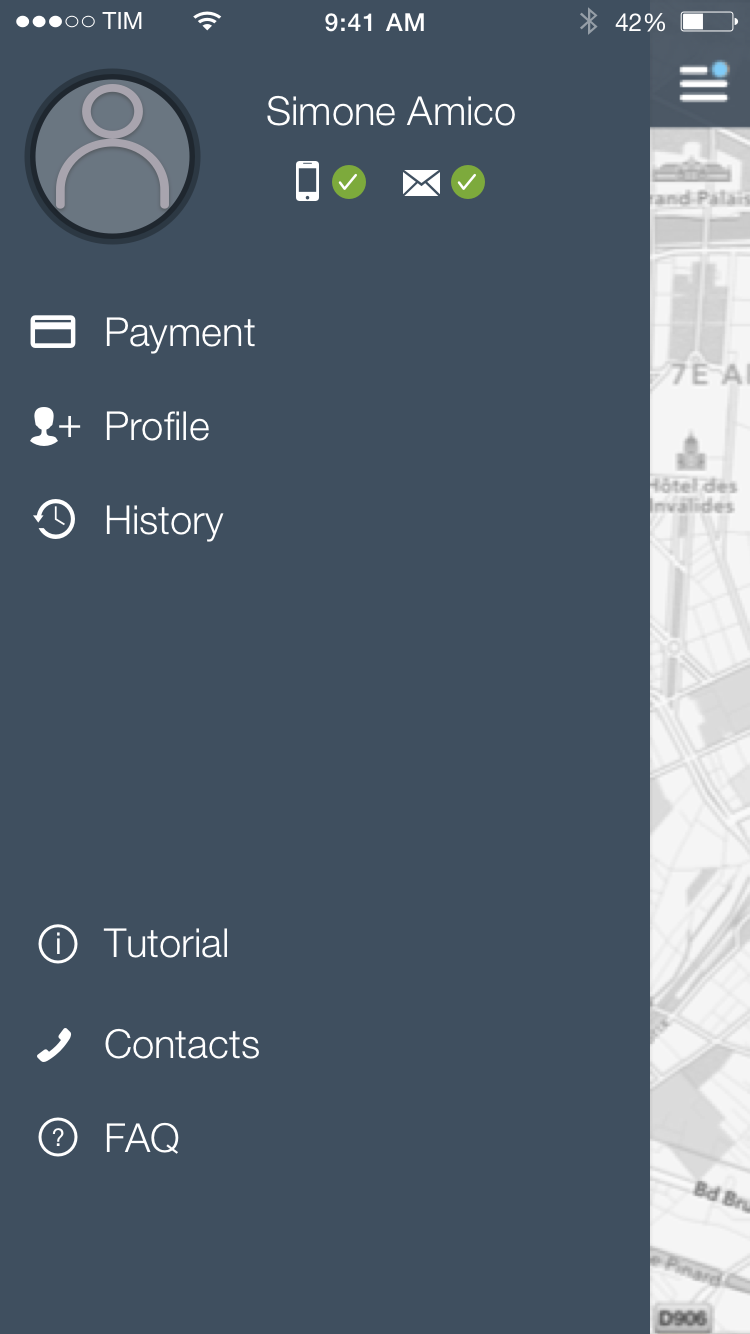 TIM 9:41 AM 42%
Simone Amico
Payment
Profile
History
Tutorial
Contacts
FAQ
rand Palais
7E A
Hôtel des
Invalides
Bd Bru
e Pinard
D906